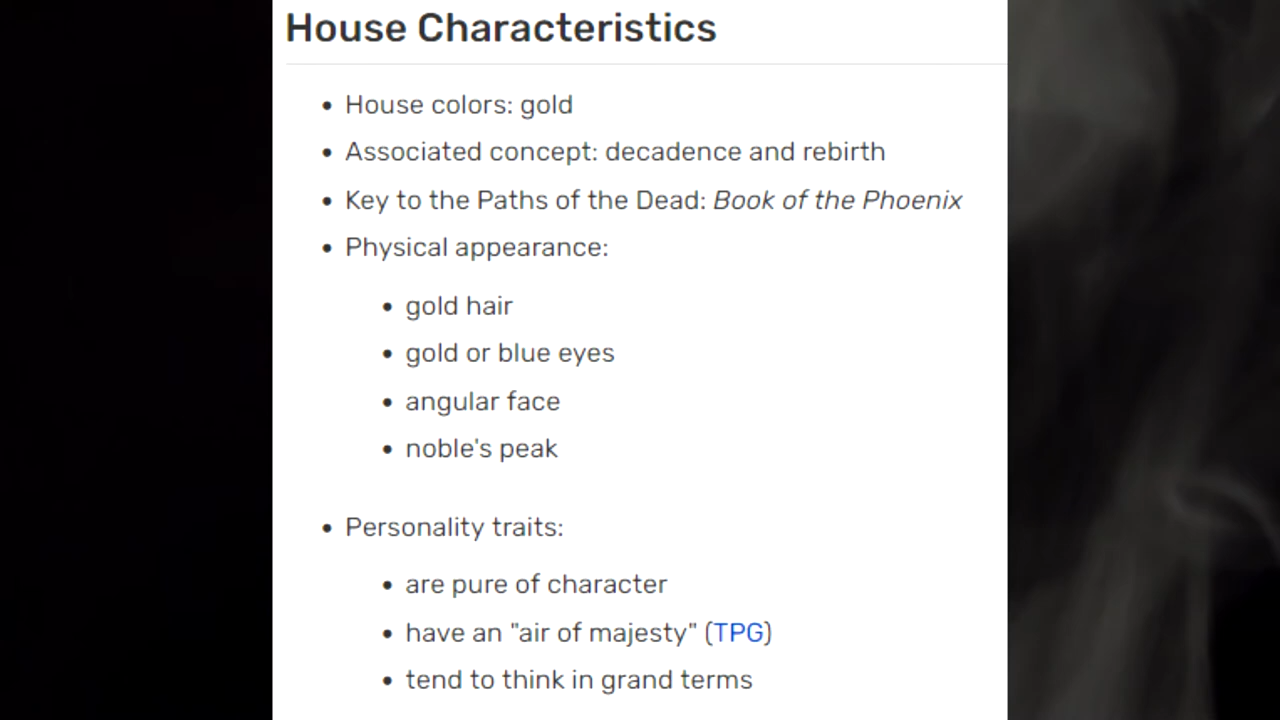 House Characteristics
House colors: gold
Associated concept: decadence and rebirth
Key to the Paths of the Dead: Book of the Phoenix
Physical appearance:
gold hair
gold or blue eyes
angular face
noble's peak
Personality traits:
are pure of character
have an "air of majesty" (TPG)
tend to think in grand terms